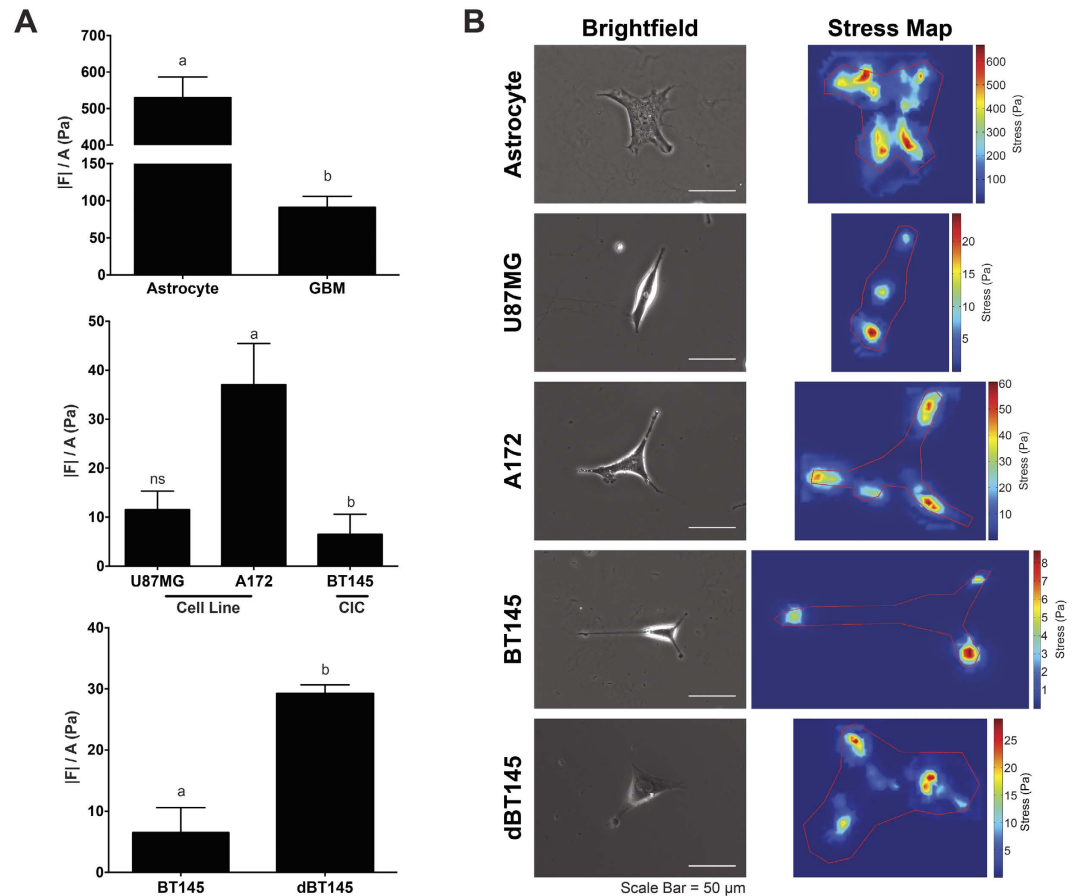 A
700
600
500
400
150
100
50
0
|F| / A (Pa)
a
b
Astrocyte
GBM
50
40
30
20
10
0
|F| / A (Pa)
ns
a
b
U87MG
A172
BT145
Cell Line
CIC
40
30
20
10
0
|F| / A (Pa)
a
b
BT145
dBT145
B
Brightfield
Stress Map
Astrocyte
600
500
400
300
200
100
Stress (Pa)
U87MG
20
15
10
5
Stress (Pa)
A172
60
50
40
30
20
10
Stress (Pa)
BT145
8
7
6
5
4
3
2
1
Stress (Pa)
dBT145
25
20
15
10
5
Stress (Pa)
Scale Bar = 50 μm